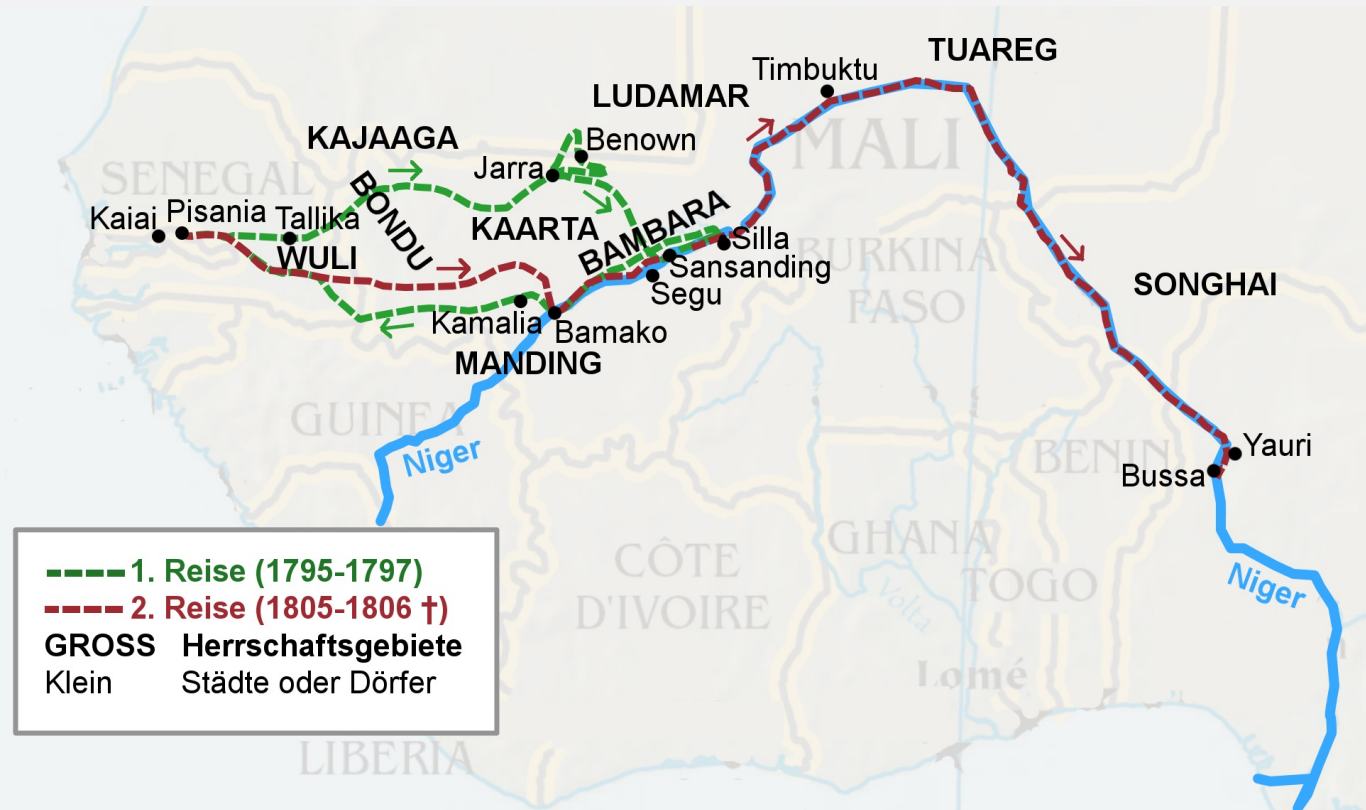 TUAREG
Timbuktu
LUDAMAR
MALI
KAJAAGA
Benown
SENEGAL
Jarra
BONDU
Kaiai
Pisania
Tallika
KAARTA
BAMBARA
Silla
BURKINA
FASO
WULI
Sansanding
Segu
SONGHAI
Kamalia
Bamako
MANDING
GUINEA
Niger
Yauri
BENIN
Bussa
GHANA
TOGO
CÔTE
D'IVOIRE
Volta
Niger
Lomé
LIBERIA
1. Reise (1795-1797)
2. Reise (1805-1806 †)
GROSS Herrschaftsgebiete
Klein Städte oder Dörfer